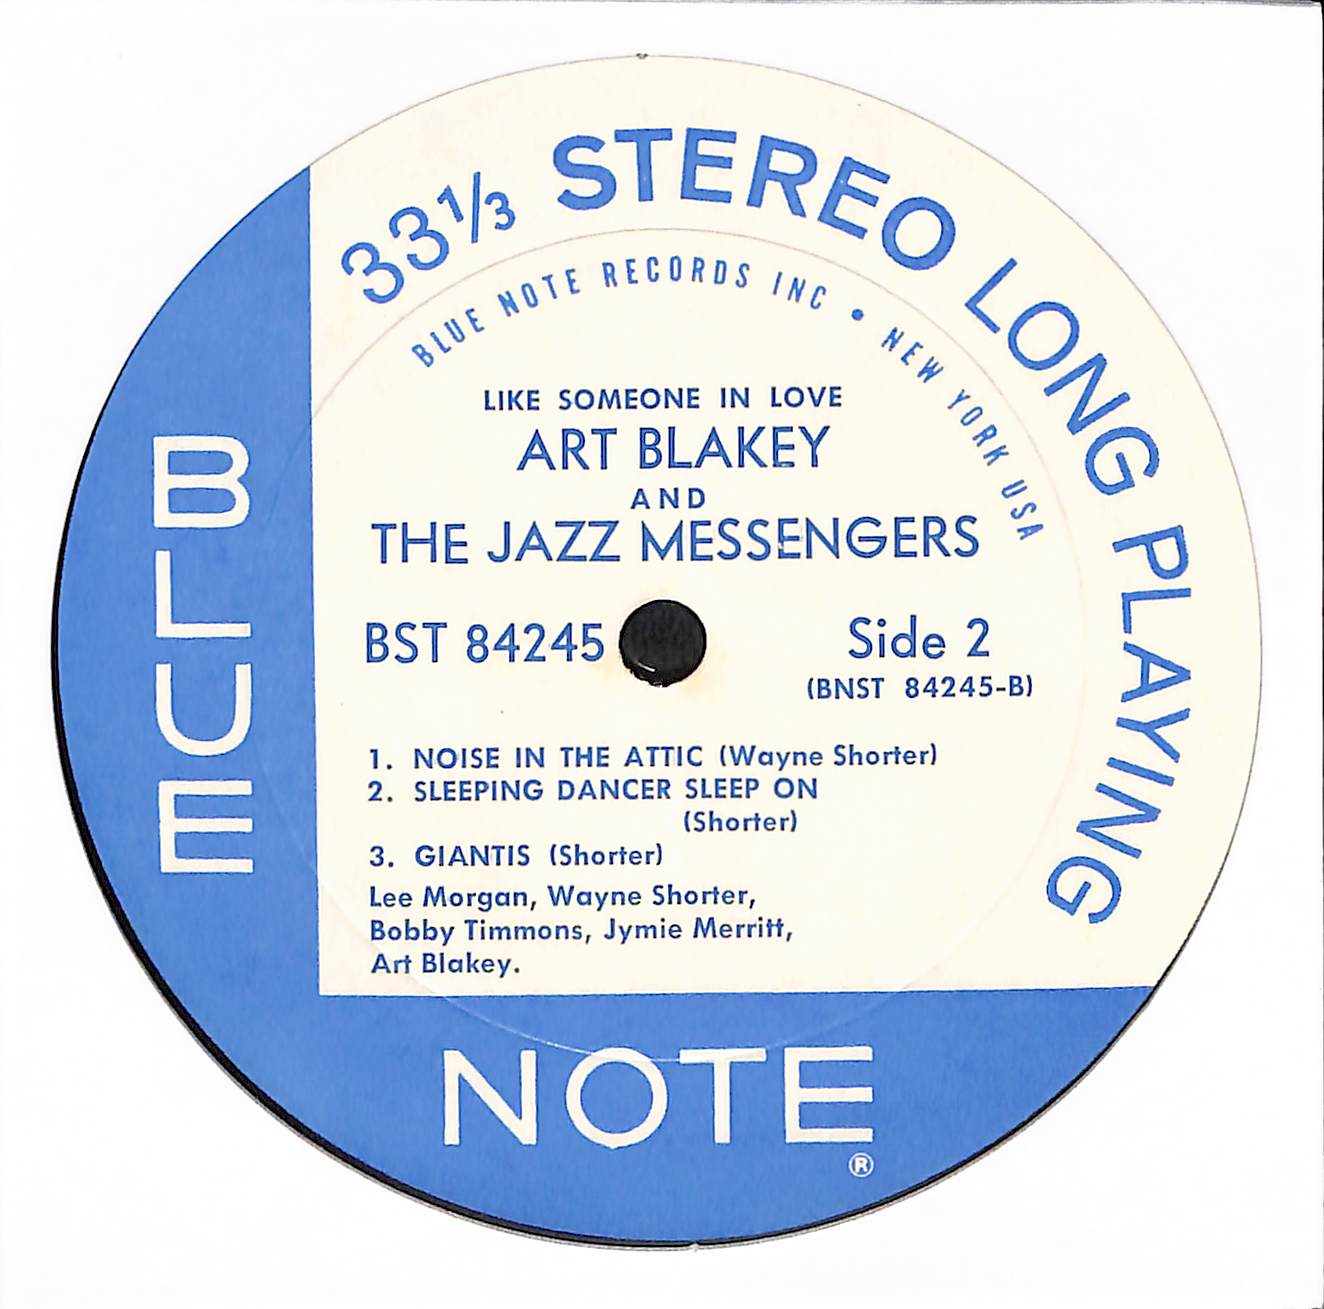 33⅓ STEREO LONG PLAYING
BLUE NOTE RECORDS INC • NEW YORK USA
LIKE SOMEONE IN LOVE
ART BLAKEY
AND
THE JAZZ MESSENGERS
BST 84245
Side 2
(BNST 84245-B)
1. NOISE IN THE ATTIC (Wayne Shorter)
2. SLEEPING DANCER SLEEP ON
(Shorter)
3. GIANTIS (Shorter)
Lee Morgan, Wayne Shorter,
Bobby Timmons, Jymie Merritt,
Art Blakey.
BLUE
NOTE
®